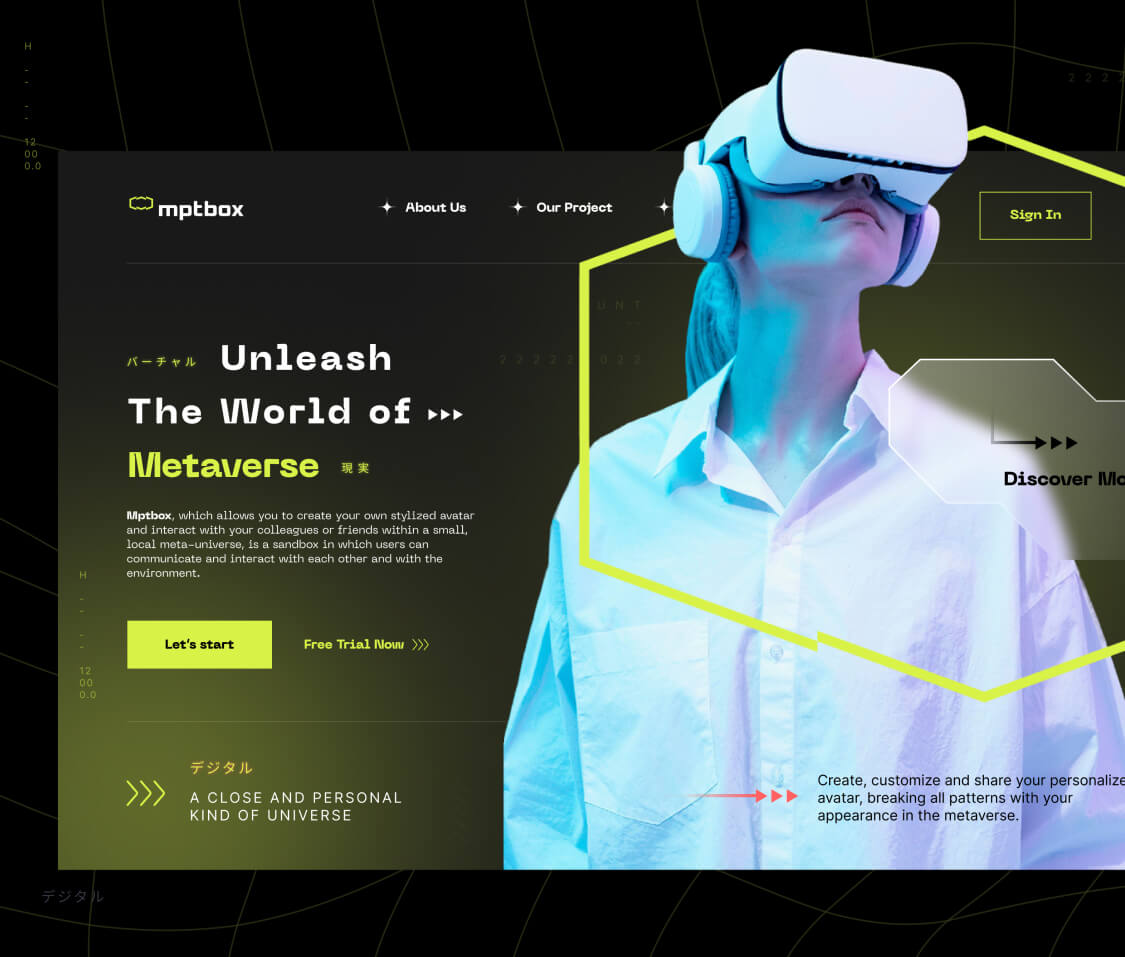 H
12
00
0.0
2 2 2 2
mptbox
About Us
Our Project
Sign In
U N T
2 2 2 2 2 0 2 2
バーチャル Unleash
The World of
Metaverse 現実
Mptbox, which allows you to create your own stylized avatar
and interact with your colleagues or friends within a small,
local meta-universe, is a sandbox in which users can
communicate and interact with each other and with the
environment.
Discover Mo
H
12
00
0.0
Let's start
Free Trial Now
デジタル
A CLOSE AND PERSONAL
KIND OF UNIVERSE
Create, customize and share your personalize
avatar, breaking all patterns with your
appearance in the metaverse.
デジタル